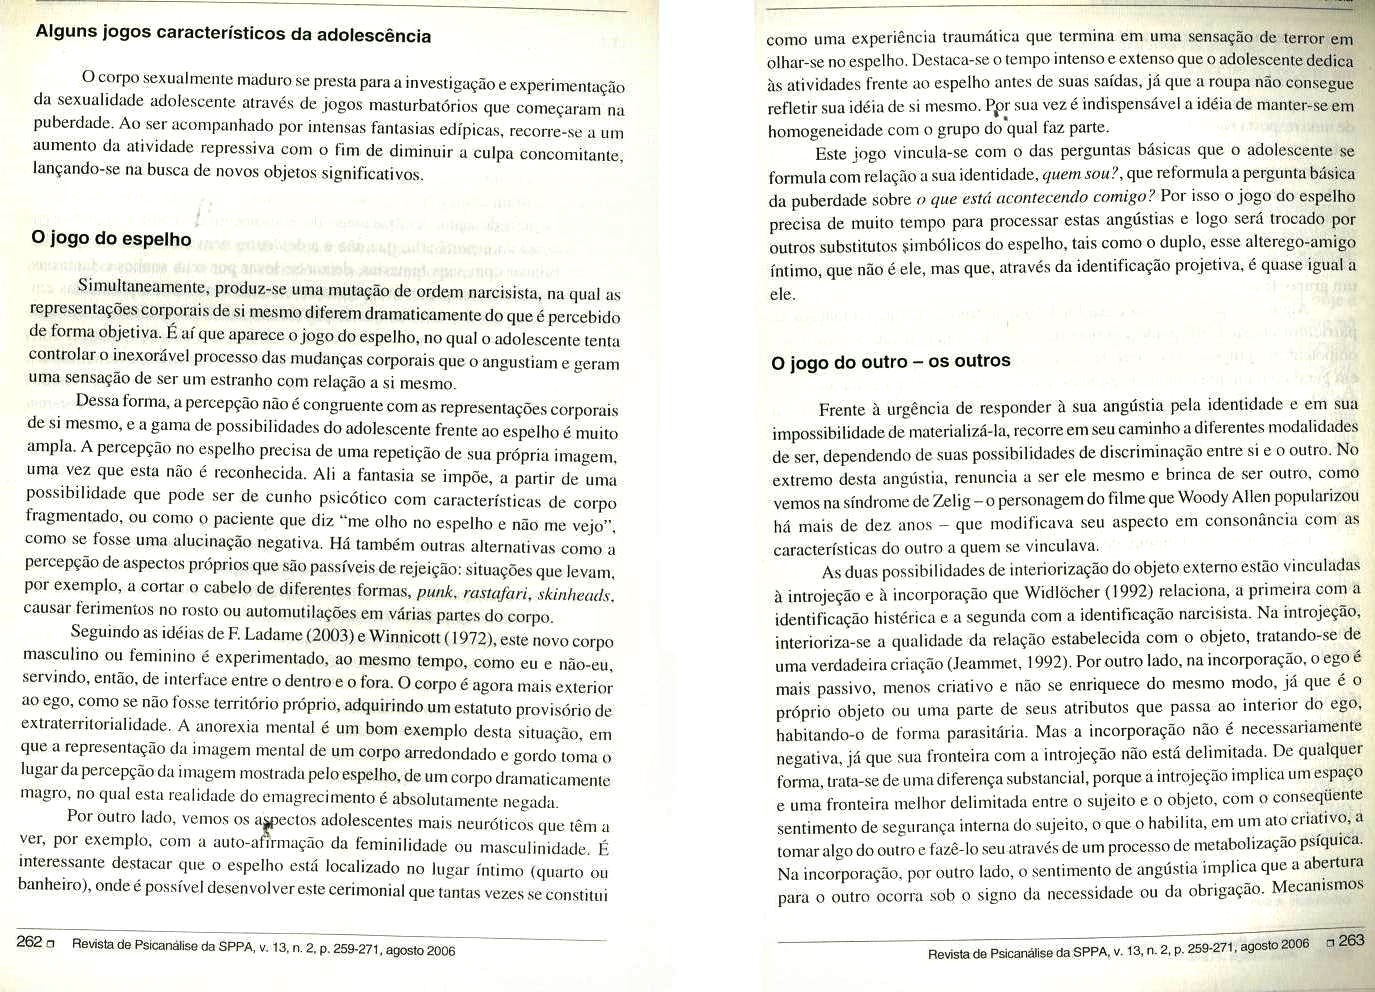 Alguns jogos característicos da adolescência
O corpo sexualmente maduro se presta para a investigação e experimentação
da sexualidade adolescente através de jogos masturbatórios que começaram na
puberdade. Ao ser acompanhado por intensas fantasias edípicas, recorre-se a um
aumento da atividade repressiva com o fim de diminuir a culpa concomitante,
lançando-se na busca de novos objetos significativos.
O jogo do espelho
Simultaneamente, produz-se uma mutação de ordem narcisista, na qual as
representações corporais de si mesmo diferem dramaticamente do que é percebido
de forma objetiva. É aí que aparece o jogo do espelho, no qual o adolescente tenta
controlar o inexorável processo das mudanças corporais que o angustiam e geram
uma sensação de ser um estranho com relação a si mesmo.
Dessa forma, a percepção não é congruente com as representações corporais
de si mesmo, e a gama de possibilidades do adolescente frente ao espelho é muito
ampla. A percepção no espelho precisa de uma repetição de sua própria imagem,
uma vez que esta não é reconhecida. Ali a fantasia se impõe, a partir de uma
possibilidade que pode ser de cunho psicótico com características de corpo
fragmentado, ou como o paciente que diz “me olho no espelho e não me vejo”,
como se fosse uma alucinação negativa. Há também outras alternativas como a
percepção de aspectos próprios que são passíveis de rejeição: situações que levam,
por exemplo, a cortar o cabelo de diferentes formas, punk, rastafari, skinheads,
causar ferimentos no rosto ou automutilações em várias partes do corpo.
Seguindo as idéias de F. Ladame (2003) e Winnicott (1972), este novo corpo
masculino ou feminino é experimentado, ao mesmo tempo, como eu e não-eu,
servindo, então, de interface entre o dentro e o fora. O corpo é agora mais exterior
ao ego, como se não fosse território próprio, adquirindo um estatuto provisório de
extraterritorialidade. A anorexia mental é um bom exemplo desta situação, em
que a representação da imagem mental de um corpo arredondado e gordo toma o
lugar da percepção da imagem mostrada pelo espelho, de um corpo dramaticamente
magro, no qual esta realidade do emagrecimento é absolutamente negada.
Por outro lado, vemos os aspectos adolescentes mais neuróticos que têm a
ver, por exemplo, com a auto-afirmação da feminilidade ou masculinidade. É
interessante destacar que o espelho está localizado no lugar íntimo (quarto ou
banheiro), onde é possível desenvolver este cerimonial que tantas vezes se constitui
262 □ Revista de Psicanálise da SPPA, v. 13, n. 2, p. 259-271, agosto 2006
como uma experiência traumática que termina em uma sensação de terror em
olhar-se no espelho. Destaca-se o tempo intenso e extenso que o adolescente dedica
às atividades frente ao espelho antes de suas saídas, já que a roupa não consegue
refletir sua idéia de si mesmo. Por sua vez é indispensável a idéia de manter-se em
homogeneidade com o grupo do qual faz parte.
Este jogo vincula-se com o das perguntas básicas que o adolescente se
formula com relação a sua identidade, quem sou?, que reformula a pergunta básica
da puberdade sobre o que está acontecendo comigo? Por isso o jogo do espelho
precisa de muito tempo para processar estas angústias e logo será trocado por
outros substitutos simbólicos do espelho, tais como o duplo, esse alterego-amigo
íntimo, que não é ele, mas que, através da identificação projetiva, é quase igual a
ele.
O jogo do outro – os outros
Frente à urgência de responder à sua angústia pela identidade e em sua
impossibilidade de materializá-la, recorre em seu caminho a diferentes modalidades
de ser, dependendo de suas possibilidades de discriminação entre si e o outro. No
extremo desta angústia, renuncia a ser ele mesmo e brinca de ser outro, como
vemos na síndrome de Zelig – o personagem do filme que Woody Allen popularizou
há mais de dez anos – que modificava seu aspecto em consonância com as
características do outro a quem se vinculava.
As duas possibilidades de interiorização do objeto externo estão vinculadas
à introjeção e à incorporação que Widlöcher (1992) relaciona, a primeira com a
identificação histérica e a segunda com a identificação narcisista. Na introjeção,
interioriza-se a qualidade da relação estabelecida com o objeto, tratando-se de
uma verdadeira criação (Jeammet, 1992). Por outro lado, na incorporação, o ego é
mais passivo, menos criativo e não se enriquece do mesmo modo, já que é o
próprio objeto ou uma parte de seus atributos que passa ao interior do ego,
habitando-o de forma parasitária. Mas a incorporação não é necessariamente
negativa, já que sua fronteira com a introjeção não está delimitada. De qualquer
forma, trata-se de uma diferença substancial, porque a introjeção implica um espaço
e uma fronteira melhor delimitada entre o sujeito e o objeto, com o conseqüente
sentimento de segurança interna do sujeito, o que o habilita, em um ato criativo, a
tomar algo do outro e fazê-lo seu através de um processo de metabolização psíquica.
Na incorporação, por outro lado, o sentimento de angústia implica que a abertura
para o outro ocorra sob o signo da necessidade ou da obrigação. Mecanismos
Revista de Psicanálise da SPPA, v. 13, n. 2, p. 259-271, agosto 2006 □ 263